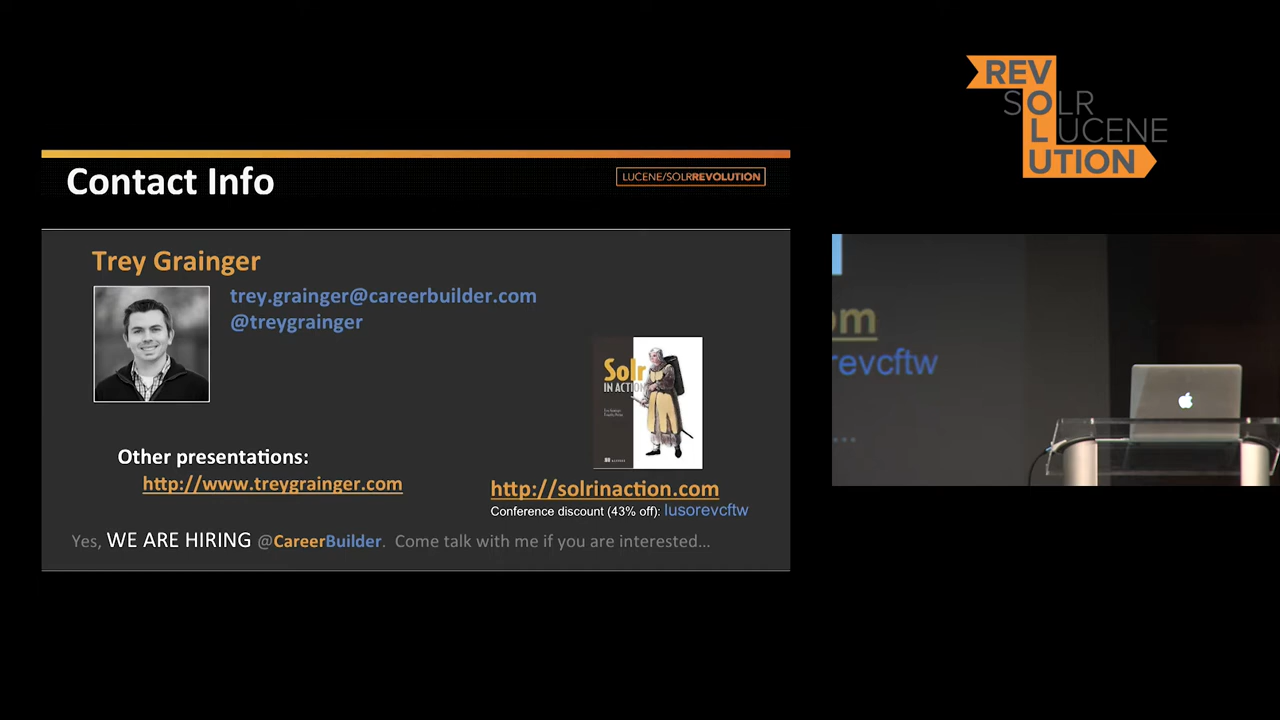 REV
SOLR
LUCENE
UTION
Contact Info
LUCENE/SOLRREVOLUTION
Trey Grainger
trey.grainger@careerbuilder.com
@treygrainger
Solr
IN ACTION
Other presentations:
http://www.treygrainger.com
http://solrinaction.com
Conference discount (43% off): lusorevcftw
Yes, WE ARE HIRING @CareerBuilder. Come talk with me if you are interested...
om
revcftw
...